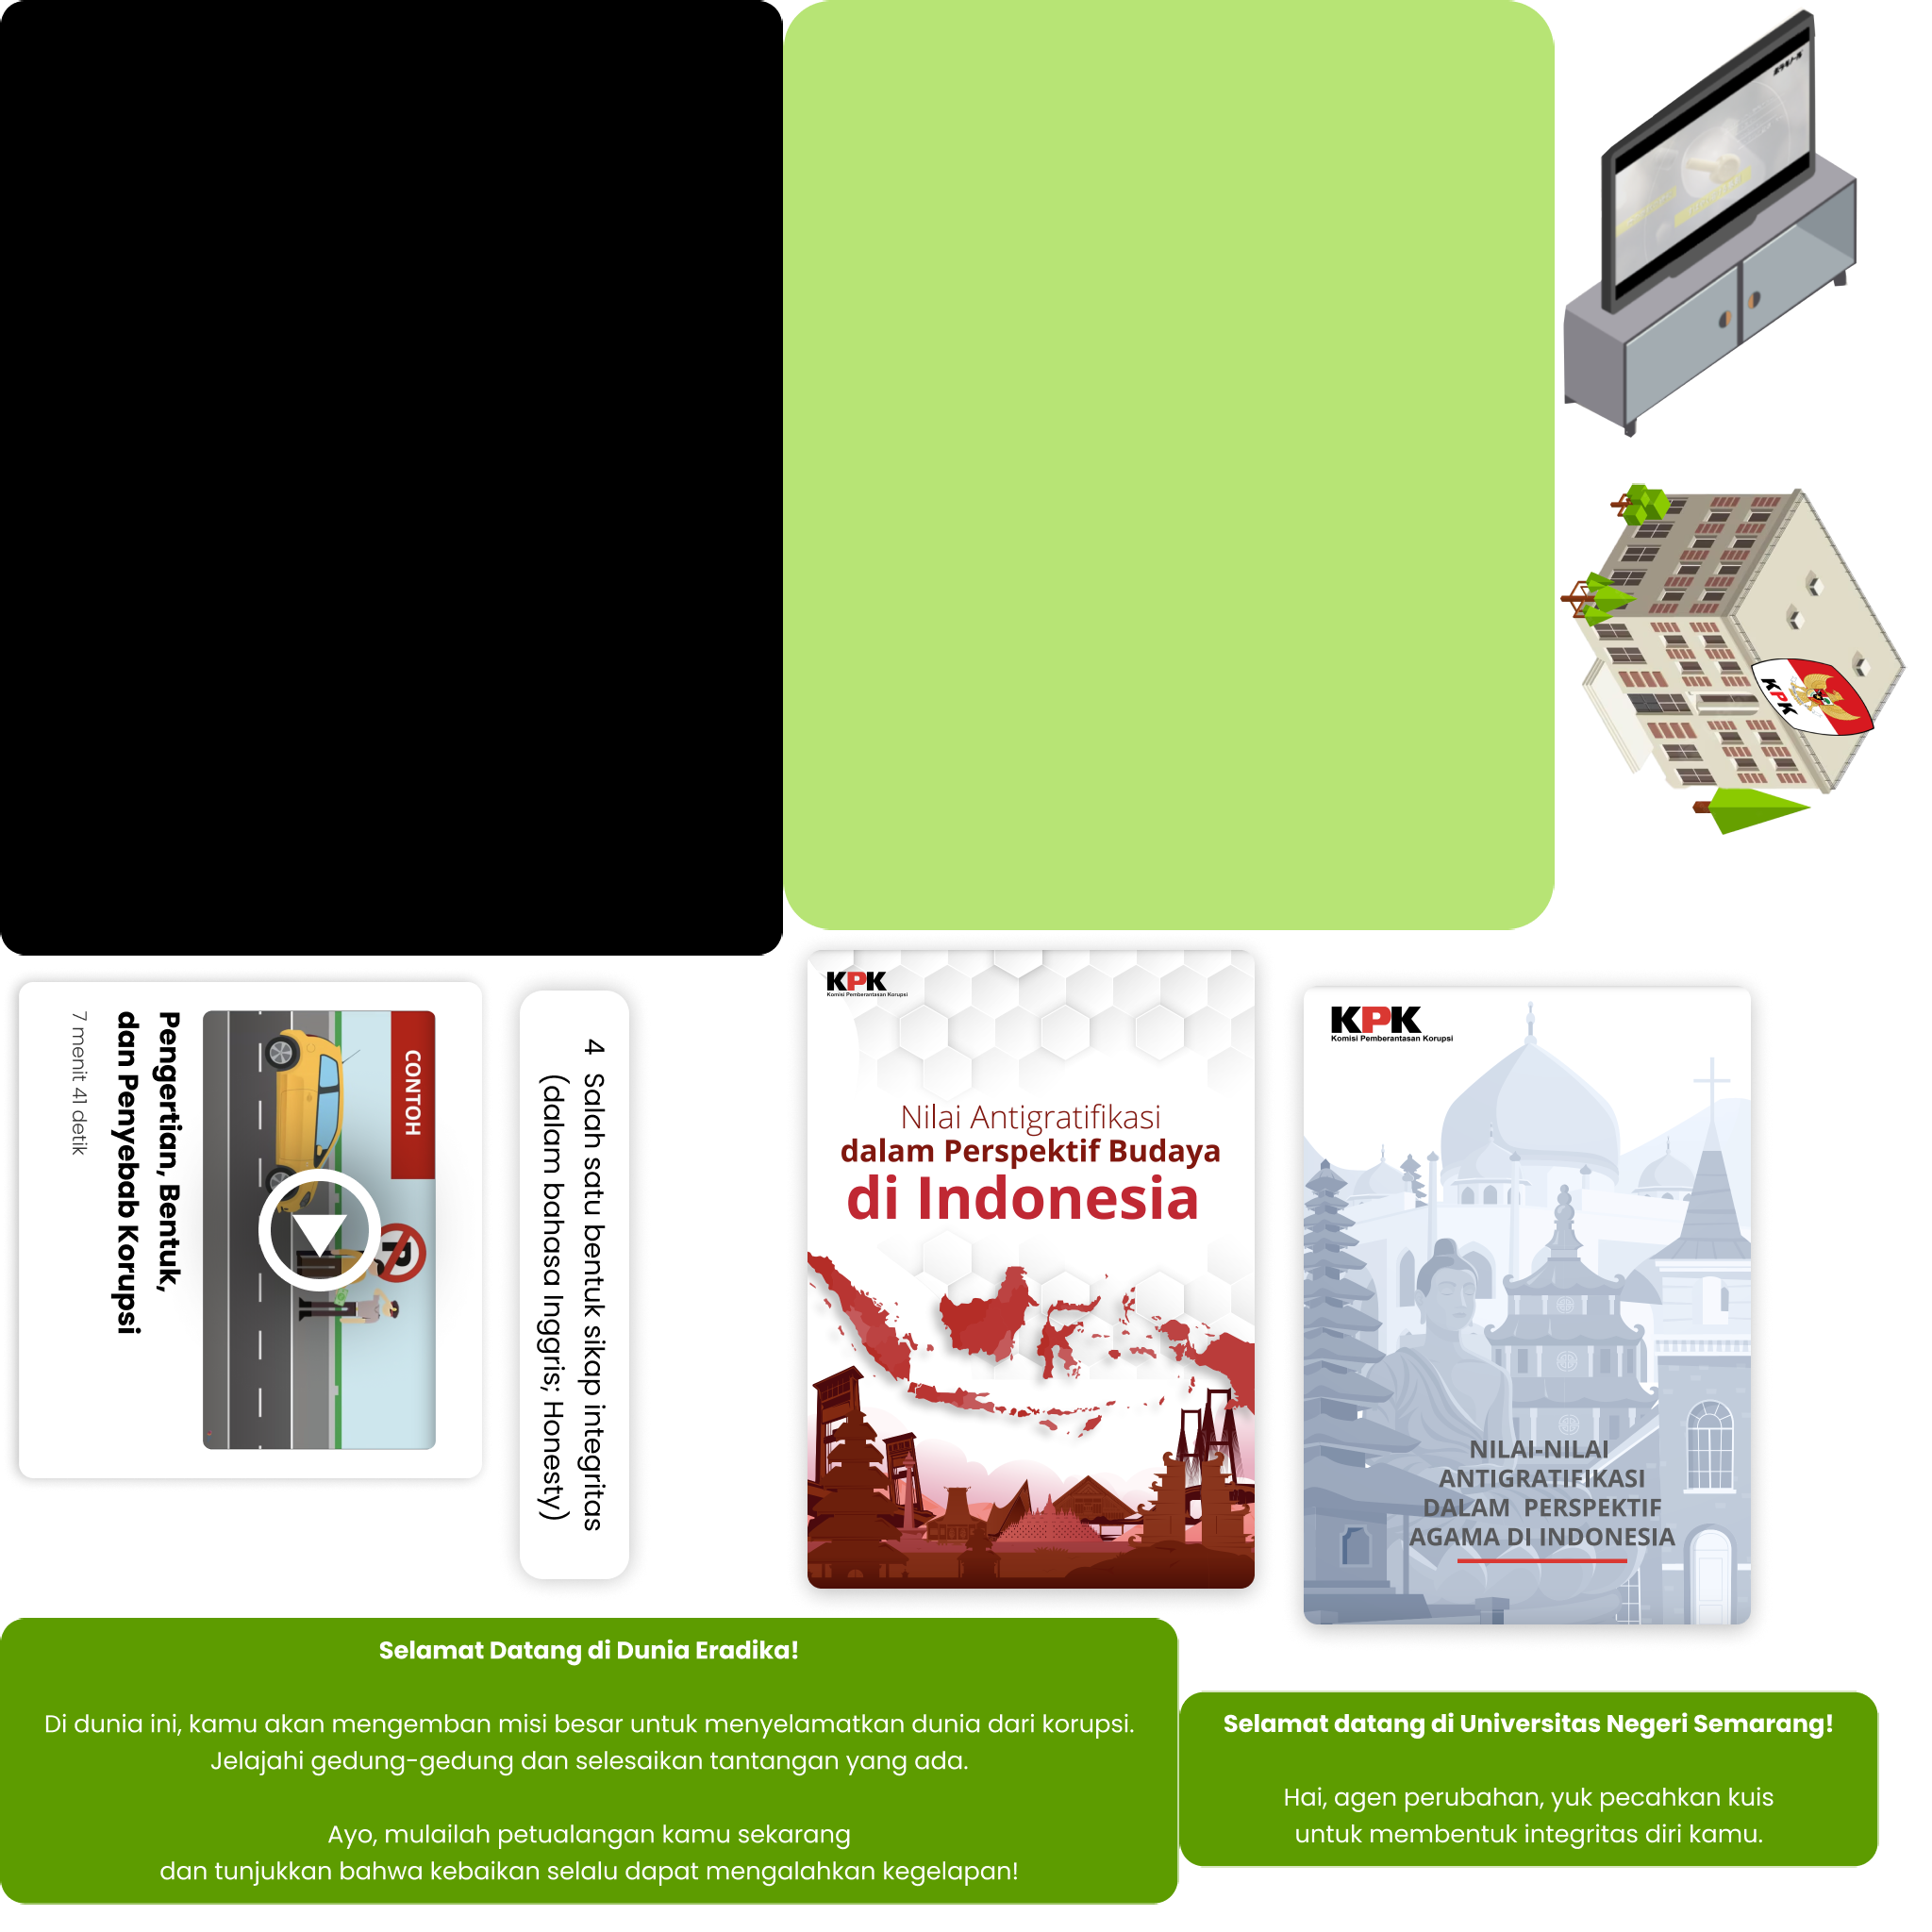 KPK
CONTOH
Pengertian, Bentuk,
dan Penyebab Korupsi
7 menit 41 detik
4 Salah satu bentuk sikap integritas
(dalam bahasa Inggris; Honesty)
KPK
Komisi Pemberantasan Korupsi
Nilai Antigratifikasi
dalam Perspektif Budaya
di Indonesia
KPK
Komisi Pemberantasan Korupsi
NILAI-NILAI
ANTIGRATIFIKASI
DALAM PERSPEKTIF
AGAMA DI INDONESIA
Selamat Datang di Dunia Eradika!
Di dunia ini, kamu akan mengemban misi besar untuk menyelamatkan dunia dari korupsi.
Jelajahi gedung-gedung dan selesaikan tantangan yang ada.
Ayo, mulailah petualangan kamu sekarang
dan tunjukkan bahwa kebaikan selalu dapat mengalahkan kegelapan!
Selamat datang di Universitas Negeri Semarang!
Hai, agen perubahan, yuk pecahkan kuis
untuk membentuk integritas diri kamu.